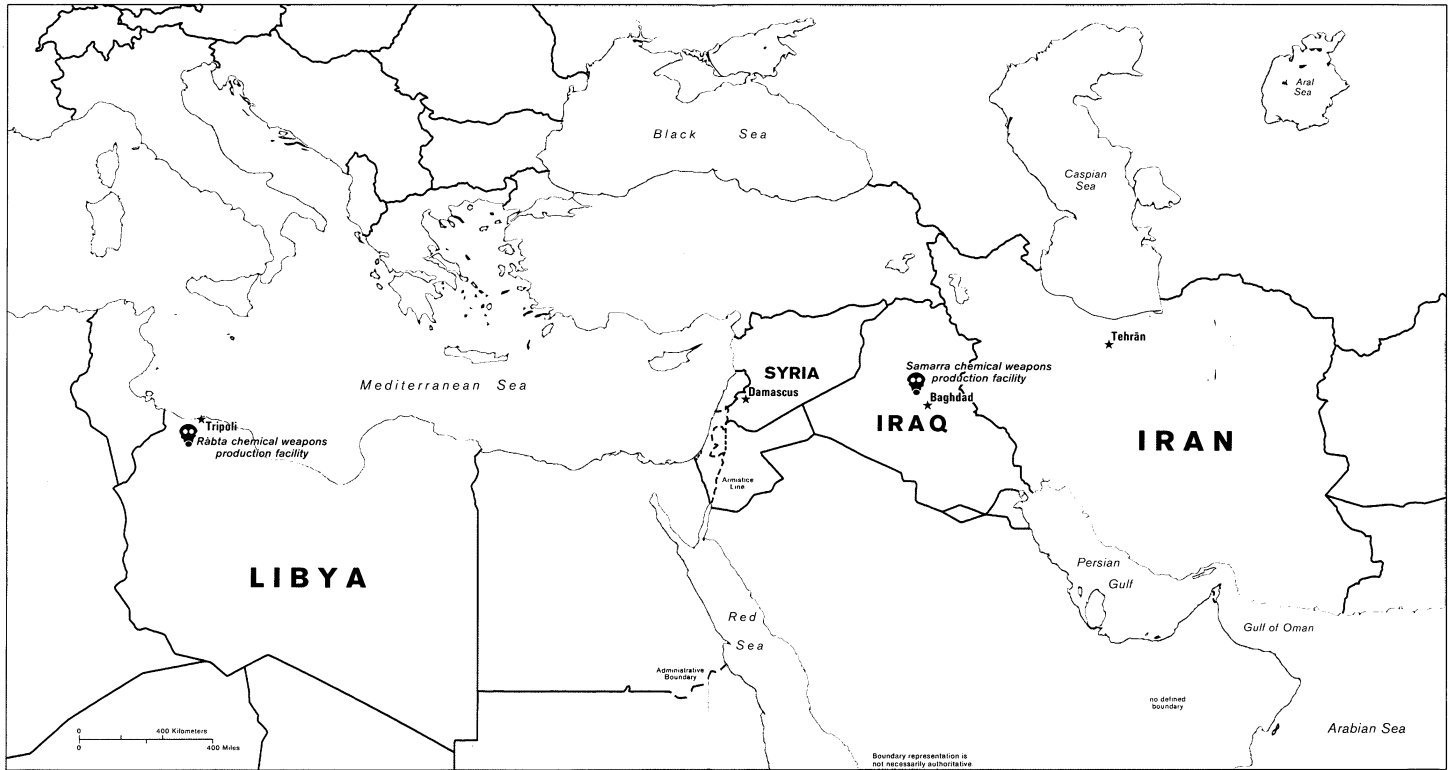 Aral
Sea
Black Sea
Caspian
Sea
Tehrān
Samarra chemical weapons
production facility
SYRIA
Mediterranean Sea
Damascus
Baghdād
Tripoli
Ràbta chemical weapons
production facility
IRAQ
IRAN
Armistice
Line
Persian
Gulf
LIBYA
Red
Sea
Gulf of Oman
Administrative
Boundary
no defined
boundary
Arabian Sea
0 400 Kilometers
0 400 Miles
Boundary representation is
not necessarily authoritative